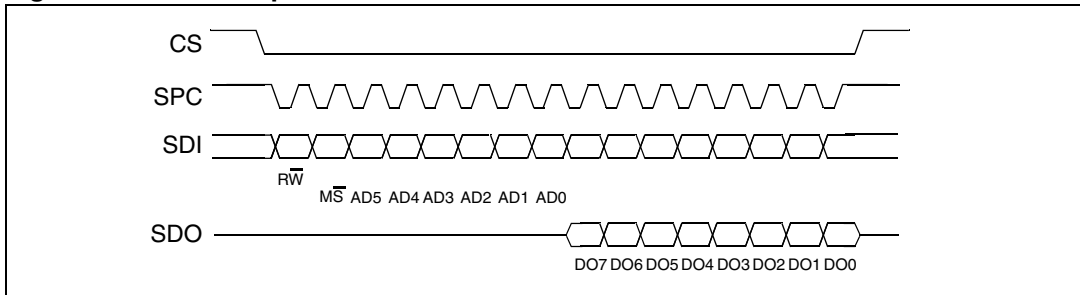 CS
SPC
SDI
RW̅
MS̅ AD5 AD4 AD3 AD2 AD1 AD0
SDO
DO7 DO6 DO5 DO4 DO3 DO2 DO1 DO0